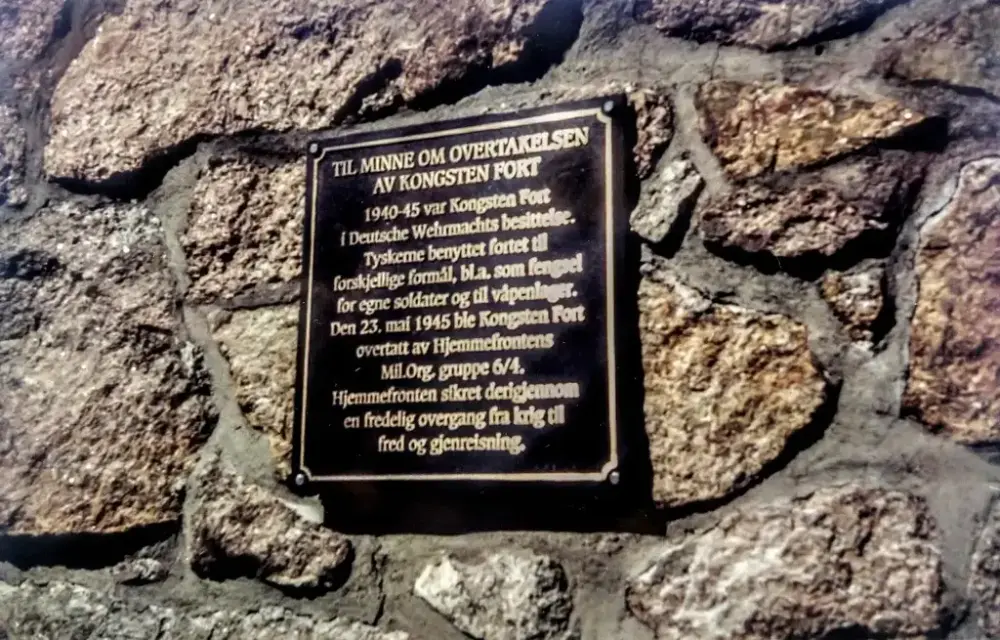 TIL MINNE OM OVERTAKELSEN
AV KONGSTEN FORT
1940-45 var Kongsten Fort
i Deutsche Wehrmachts besittelse.
Tyskerne benyttet fortet til
forskjellige formål, bl.a. som fengsel
for egne soldater og til våpenlager.
Den 23. mai 1945 ble Kongsten Fort
overtatt av Hjemmefrontens
Mil.Org. gruppe 6/4.
Hjemmefronten sikret derigjennom
en fredelig overgang fra krig til
fred og gjenreisning.